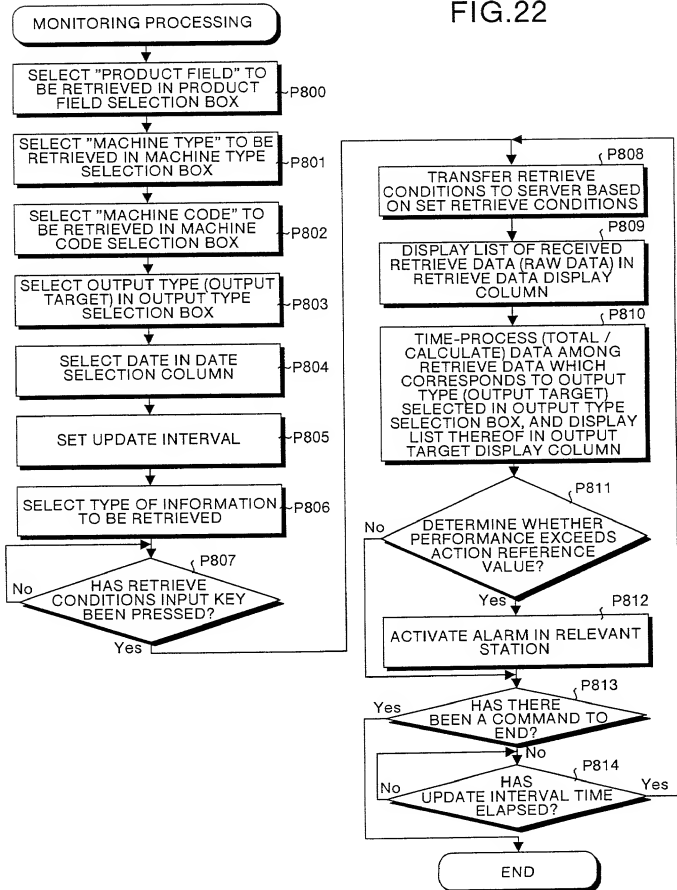 FIG.22
MONITORING PROCESSING
SELECT "PRODUCT FIELD" TO
BE RETRIEVED IN PRODUCT
FIELD SELECTION BOX
P800
SELECT "MACHINE TYPE" TO BE
RETRIEVED IN MACHINE TYPE
SELECTION BOX
P801
SELECT "MACHINE CODE" TO
BE RETRIEVED IN MACHINE
CODE SELECTION BOX
P802
SELECT OUTPUT TYPE (OUTPUT
TARGET) IN OUTPUT TYPE
SELECTION BOX
P803
SELECT DATE IN DATE
SELECTION COLUMN
P804
SET UPDATE INTERVAL
P805
SELECT TYPE OF INFORMATION
TO BE RETRIEVED
P806
P807
HAS RETRIEVE
CONDITIONS INPUT KEY
BEEN PRESSED?
No
Yes
P808
TRANSFER RETRIEVE
CONDITIONS TO SERVER BASED
ON SET RETRIEVE CONDITIONS
P809
DISPLAY LIST OF RECEIVED
RETRIEVE DATA (RAW DATA) IN
RETRIEVE DATA DISPLAY
COLUMN
P810
TIME-PROCESS (TOTAL /
CALCULATE) DATA AMONG
RETRIEVE DATA WHICH
CORRESPONDS TO OUTPUT
TYPE (OUTPUT TARGET)
SELECTED IN OUTPUT TYPE
SELECTION BOX, AND DISPLAY
LIST THEREOF IN OUTPUT
TARGET DISPLAY COLUMN
P811
No
DETERMINE WHETHER
PERFORMANCE EXCEEDS
ACTION REFERENCE
VALUE?
Yes
P812
ACTIVATE ALARM IN RELEVANT
STATION
P813
Yes
HAS THERE
BEEN A COMMAND TO
END?
No
P814
No
HAS
UPDATE INTERVAL TIME
ELAPSED?
Yes
END